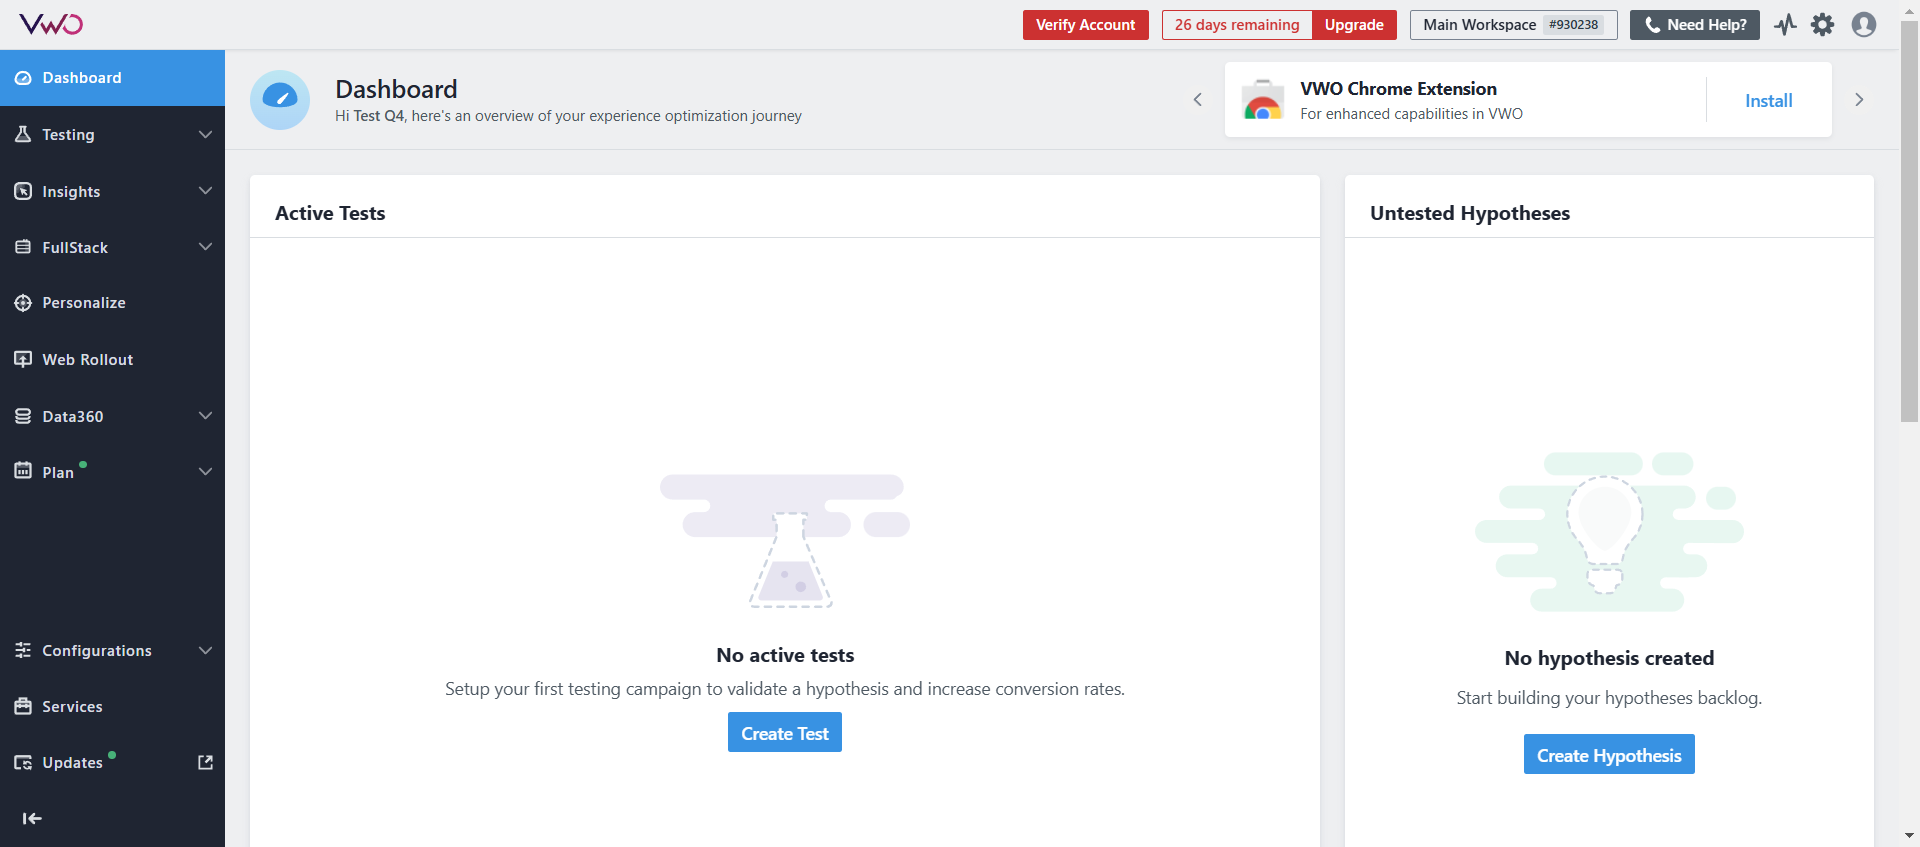 VWO
Verify Account
26 days remaining
Upgrade
Main Workspace #930238
Need Help?
Dashboard
Testing
Insights
FullStack
Personalize
Web Rollout
Data360
Plan
Configurations
Services
Updates
Dashboard
Hi Test Q4, here's an overview of your experience optimization journey
VWO Chrome Extension
For enhanced capabilities in VWO
Install
Active Tests
No active tests
Setup your first testing campaign to validate a hypothesis and increase conversion rates.
Create Test
Untested Hypotheses
No hypothesis created
Start building your hypotheses backlog.
Create Hypothesis